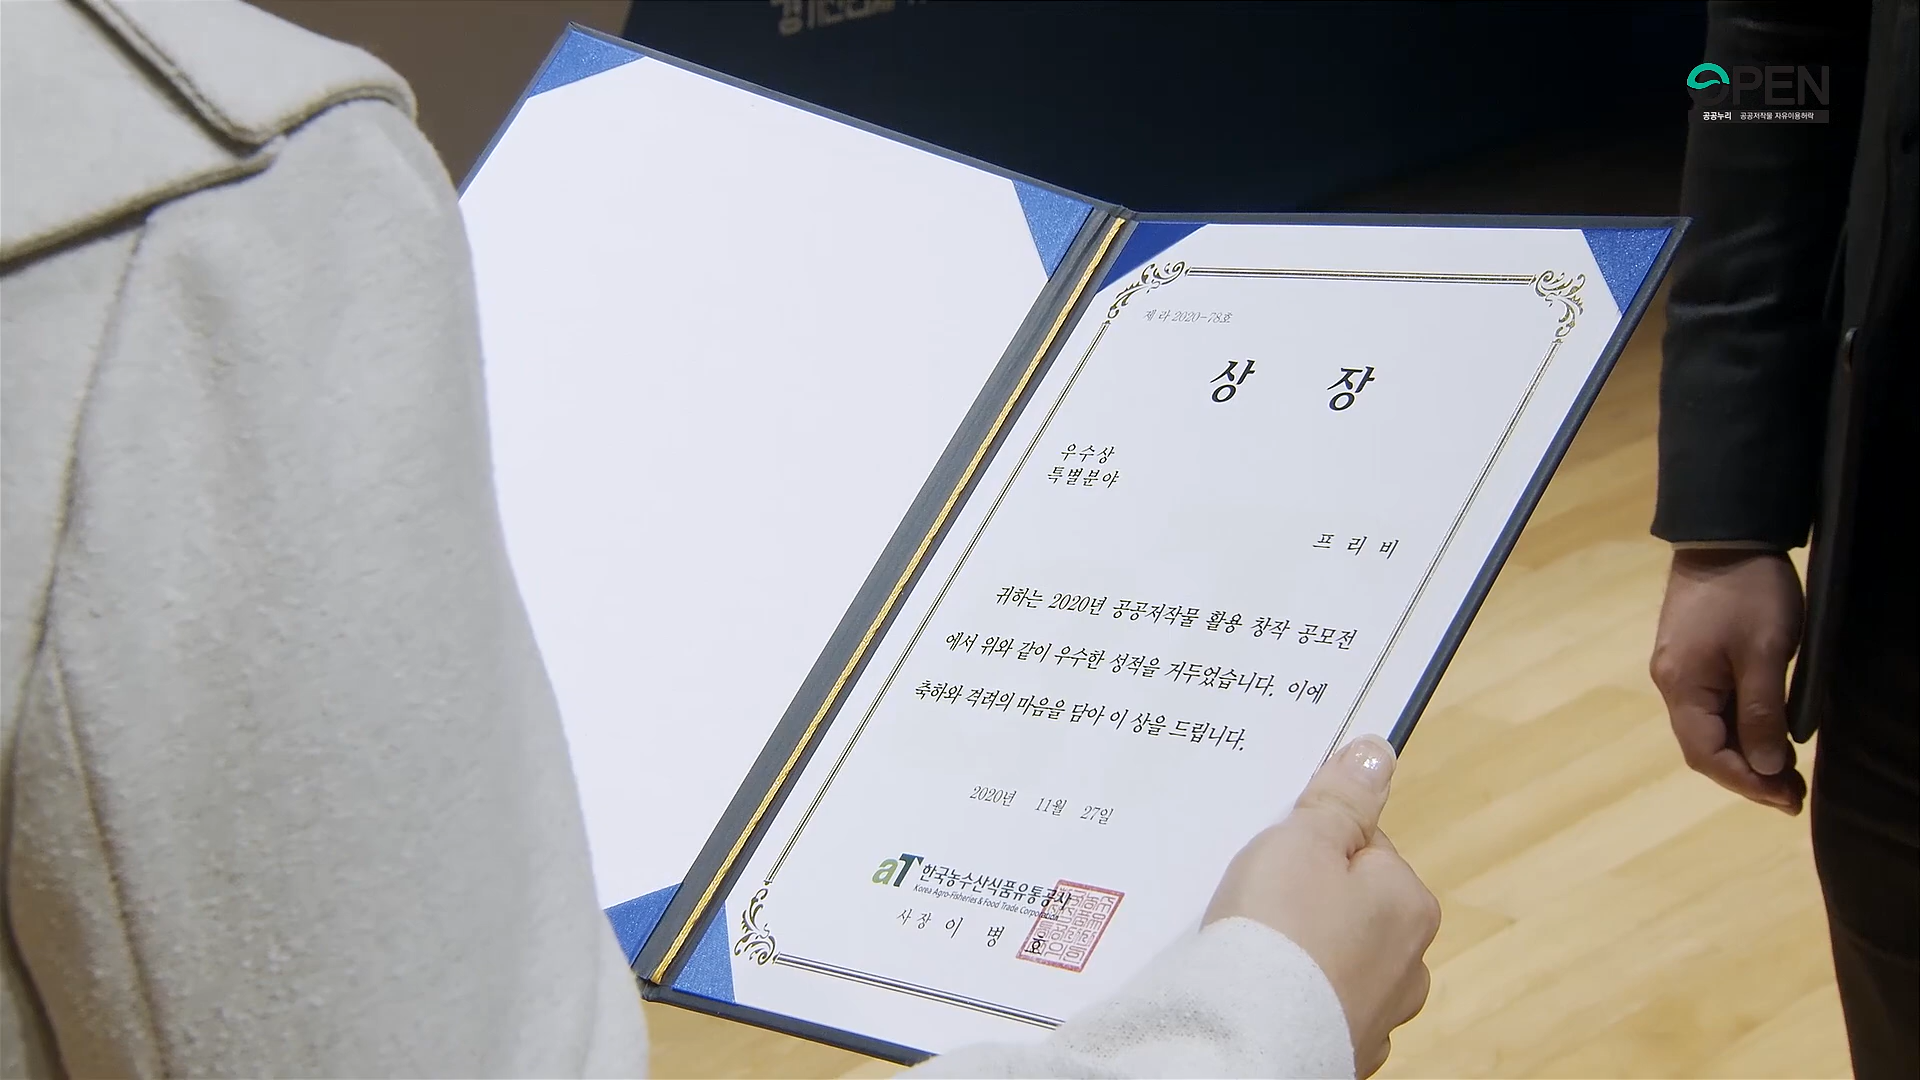 OPEN
공공누리 공공저작물 자유이용허락
제 라 2020-78호
상 장
우수상
특별분야
프 리 비
귀하는 2020년 공공저작물 활용 창작 공모전
에서 위와 같이 우수한 성적을 거두었습니다. 이에
축하와 격려의 마음을 담아 이 상을 드립니다.
2020년 11월 27일
aT 한국농수산식품유통공사
Korea Agro-Fisheries & Food Trade Corporation
사 장 이 병 호